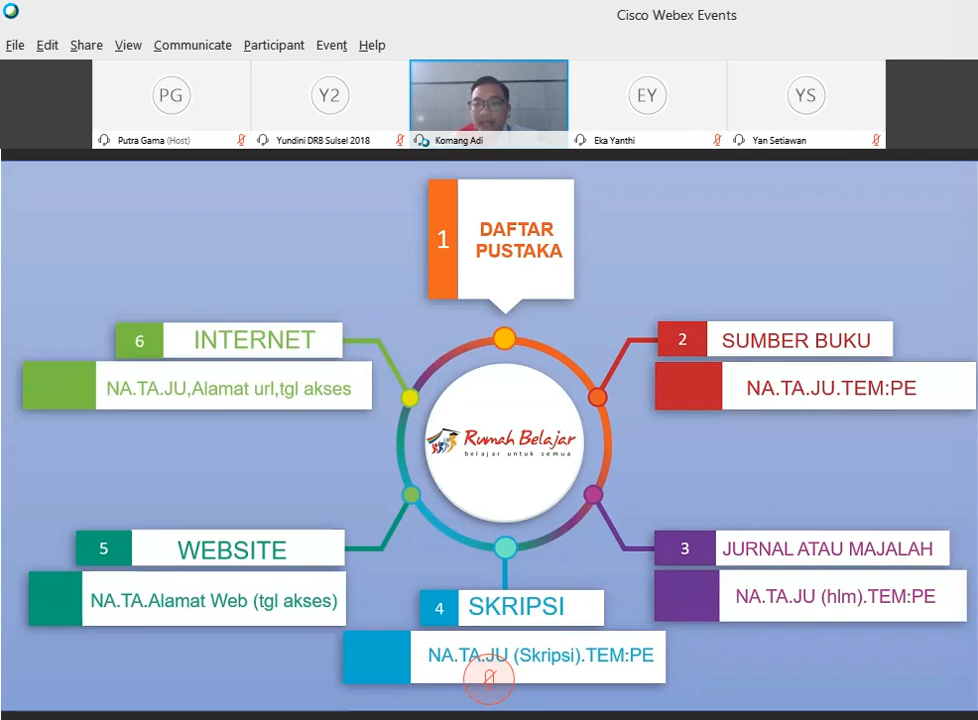 Cisco Webex Events
File Edit Share View Communicate Participant Event Help
PG Y2 EY YS
Putra Gama (Host) Yundini DRB Sulsel 2018 Komang Adi Eka Yanthi Yan Setiawan
1
DAFTAR
PUSTAKA
6 INTERNET
NA.TA.JU,Alamat url,tgl akses
2 SUMBER BUKU
NA.TA.JU.TEM:PE
Rumah Belajar
belajar untuk semua
5 WEBSITE
NA.TA.Alamat Web (tgl akses)
3 JURNAL ATAU MAJALAH
NA.TA.JU (hlm).TEM:PE
4 SKRIPSI
NA.TA.JU (Skripsi).TEM:PE